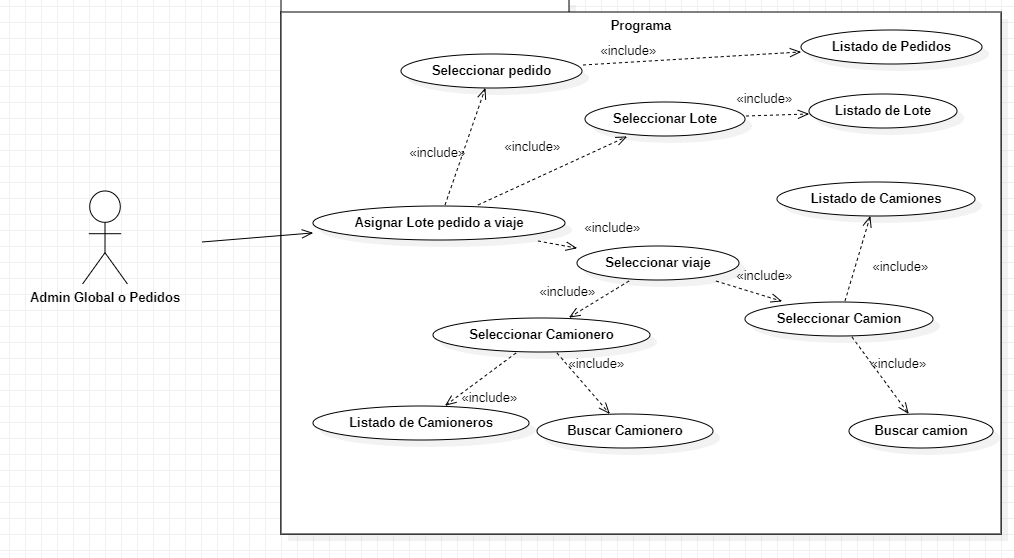 Programa
«include»
Listado de Pedidos
Seleccionar pedido
«include»
Listado de Lote
Seleccionar Lote
«include»
«include»
Listado de Camiones
Asignar Lote pedido a viaje
«include»
Seleccionar viaje
«include»
«include»
«include»
Admin Global o Pedidos
Seleccionar Camion
Seleccionar Camionero
«include»
«include»
«include»
Listado de Camioneros
Buscar Camionero
Buscar camion